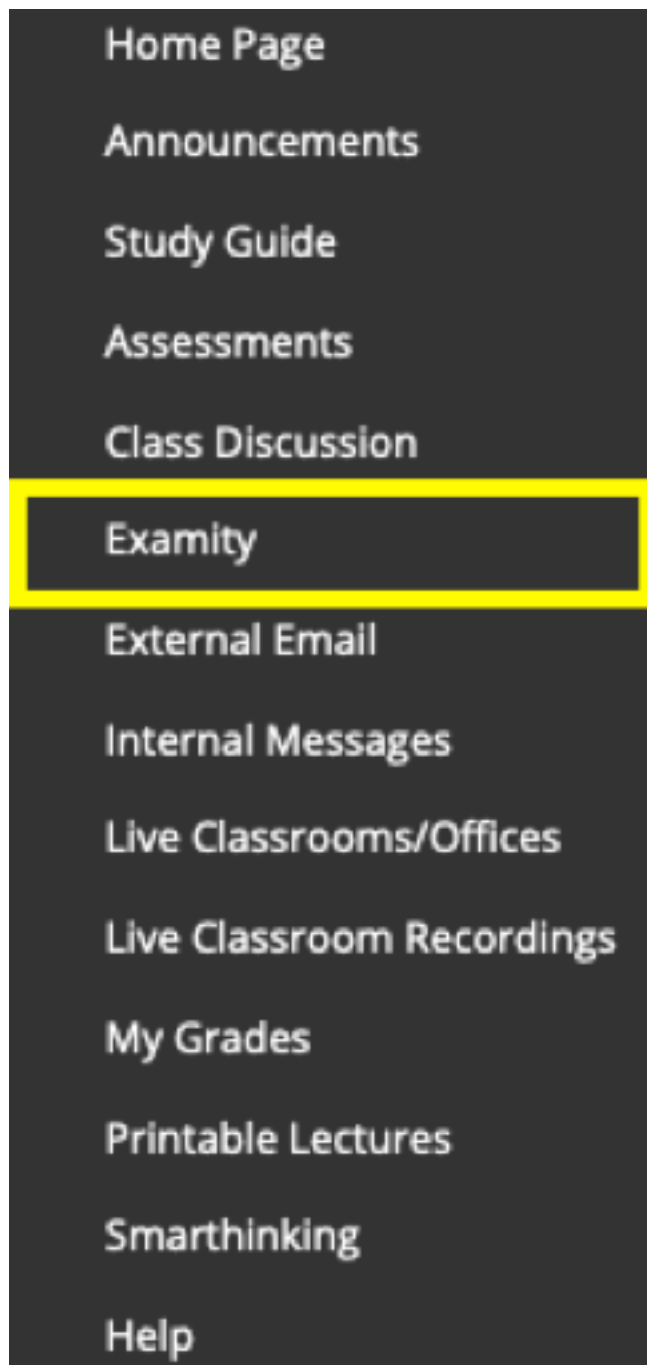 Home Page
Announcements
Study Guide
Assessments
Class Discussion
Examity
External Email
Internal Messages
Live Classrooms/Offices
Live Classroom Recordings
My Grades
Printable Lectures
Smarthinking
Help